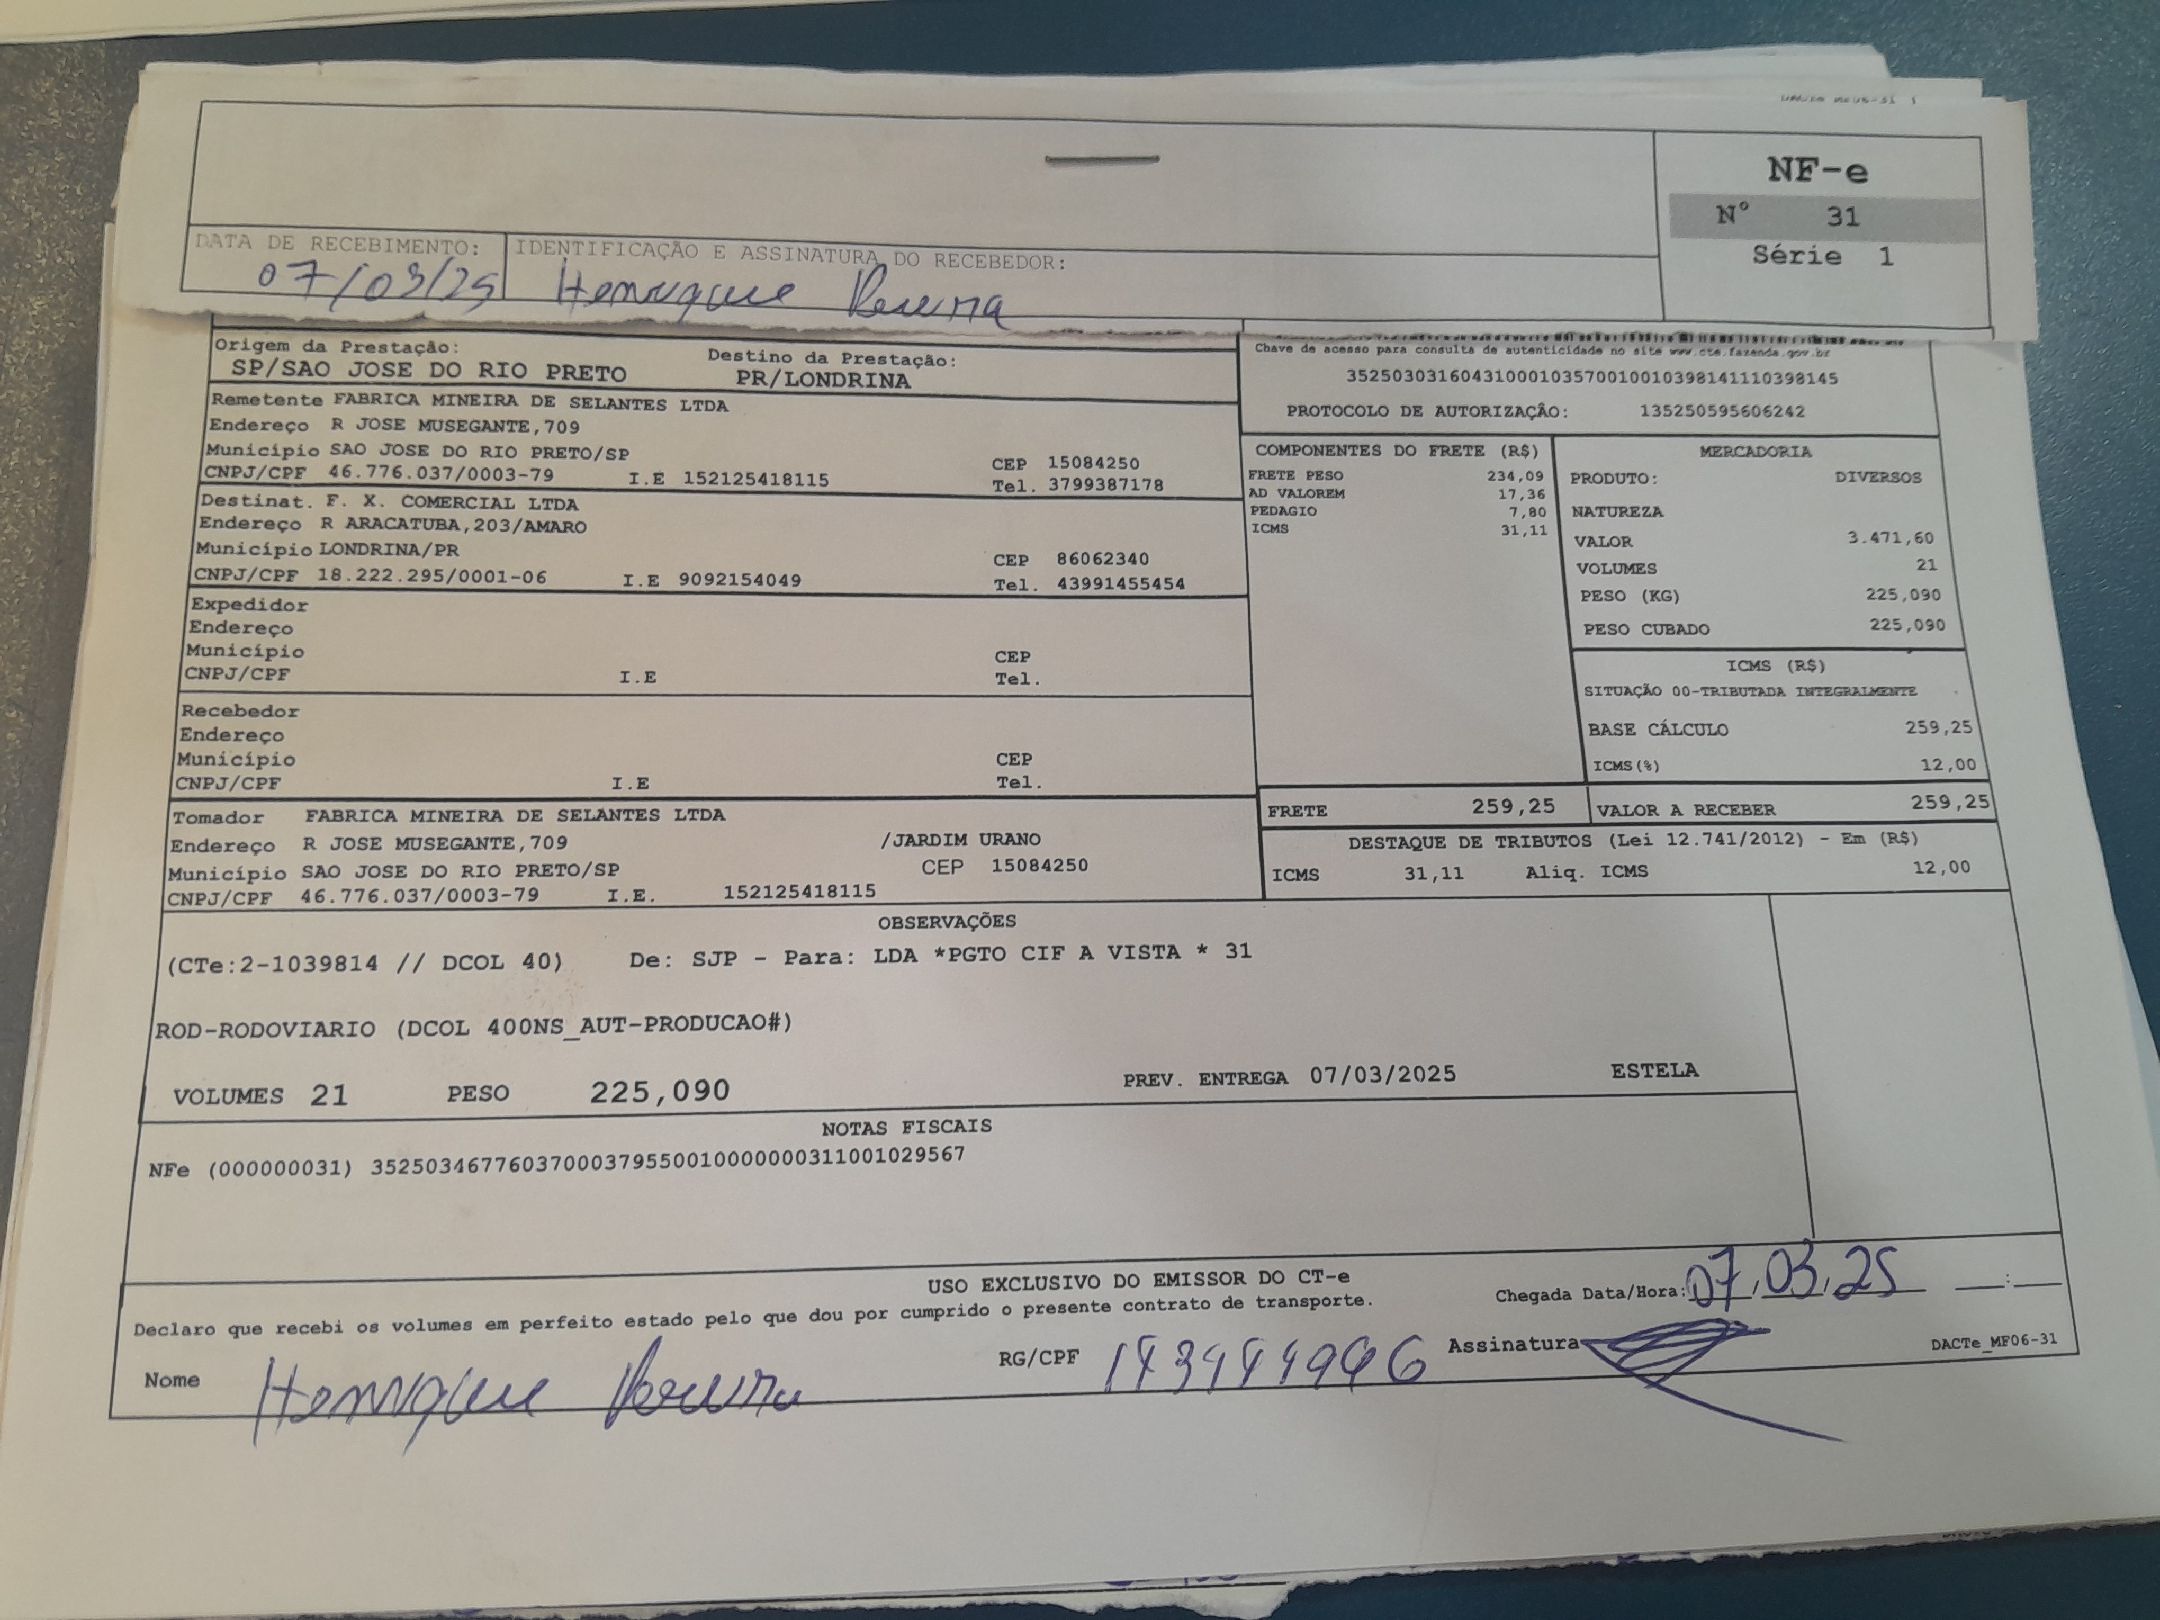 NF-e
Nº 31
Série 1
DATA DE RECEBIMENTO: IDENTIFICAÇÃO E ASSINATURA DO RECEBEDOR:
07/03/25 Henrique Pereira
Origem da Prestação: Destino da Prestação:
SP/SAO JOSE DO RIO PRETO PR/LONDRINA
Remetente FABRICA MINEIRA DE SELANTES LTDA
Endereço R JOSE MUSEGANTE,709
Município SAO JOSE DO RIO PRETO/SP CEP 15084250
CNPJ/CPF 46.776.037/0003-79 I.E 152125418115 Tel. 3799387178
Destinat. F. X. COMERCIAL LTDA
Endereço R ARACATUBA,203/AMARO
Município LONDRINA/PR CEP 86062340
CNPJ/CPF 18.222.295/0001-06 I.E 9092154049 Tel. 43991455454
Expedidor
Endereço
Município CEP
CNPJ/CPF I.E Tel.
Recebedor
Endereço
Município CEP
CNPJ/CPF I.E Tel.
Tomador FABRICA MINEIRA DE SELANTES LTDA
Endereço R JOSE MUSEGANTE,709 /JARDIM URANO
Município SAO JOSE DO RIO PRETO/SP CEP 15084250
CNPJ/CPF 46.776.037/0003-79 I.E. 152125418115
Chave de acesso para consulta de autenticidade no site www.cte.fazenda.gov.br
35250303160431000103570010010398141110398145
PROTOCOLO DE AUTORIZAÇÃO: 135250595606242
COMPONENTES DO FRETE (R$)
FRETE PESO 234,09
AD VALOREM 17,36
PEDAGIO 7,80
ICMS 31,11
MERCADORIA
PRODUTO: DIVERSOS
NATUREZA
VALOR 3.471,60
VOLUMES 21
PESO (KG) 225,090
PESO CUBADO 225,090
ICMS (R$)
SITUAÇÃO 00-TRIBUTADA INTEGRALMENTE
BASE CÁLCULO 259,25
ICMS(%) 12,00
FRETE 259,25 VALOR A RECEBER 259,25
DESTAQUE DE TRIBUTOS (Lei 12.741/2012) - Em (R$)
ICMS 31,11 Aliq. ICMS 12,00
OBSERVAÇÕES
(CTe:2-1039814 // DCOL 40) De: SJP - Para: LDA *PGTO CIF A VISTA * 31
ROD-RODOVIARIO (DCOL 400NS_AUT-PRODUCAO#)
VOLUMES 21 PESO 225,090 PREV. ENTREGA 07/03/2025 ESTELA
NOTAS FISCAIS
NFe (000000031) 35250346776037000379550010000000311001029567
USO EXCLUSIVO DO EMISSOR DO CT-e
Declaro que recebi os volumes em perfeito estado pelo que dou por cumprido o presente contrato de transporte. Chegada Data/Hora: 07.03.25 __:__
Nome Henrique Pereira RG/CPF Assinatura DACTe_MF06-31